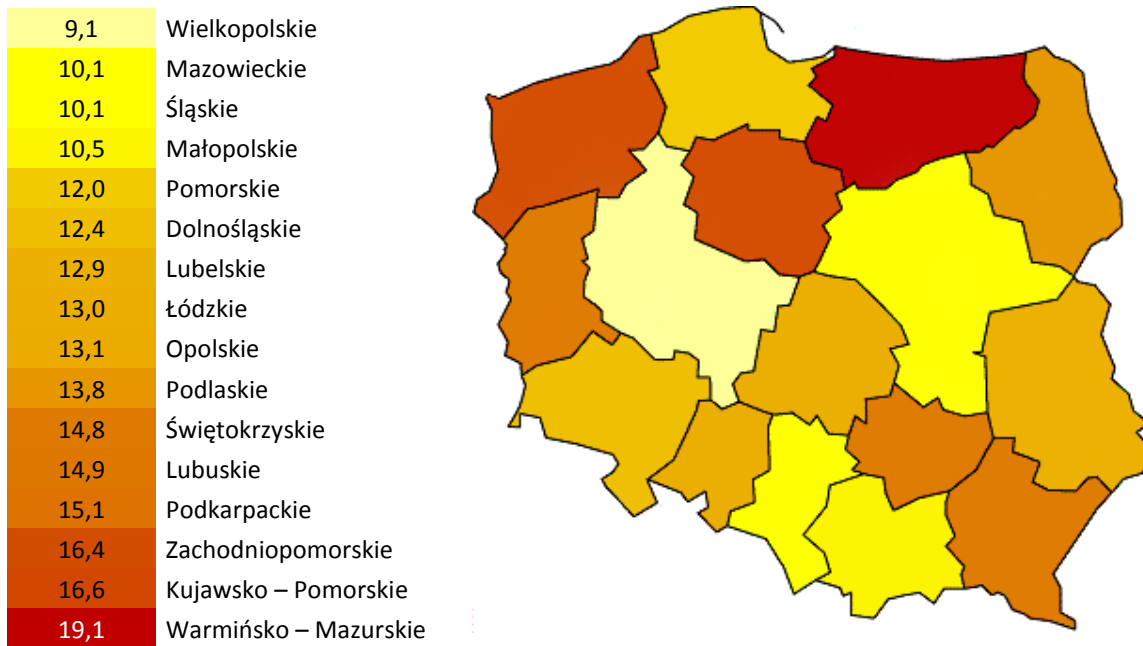 9,1 Wielkopolskie
10,1 Mazowieckie
10,1 Śląskie
10,5 Małopolskie
12,0 Pomorskie
12,4 Dolnośląskie
12,9 Lubelskie
13,0 Łódzkie
13,1 Opolskie
13,8 Podlaskie
14,8 Świętokrzyskie
14,9 Lubuskie
15,1 Podkarpackie
16,4 Zachodniopomorskie
16,6 Kujawsko – Pomorskie
19,1 Warmińsko – Mazurskie